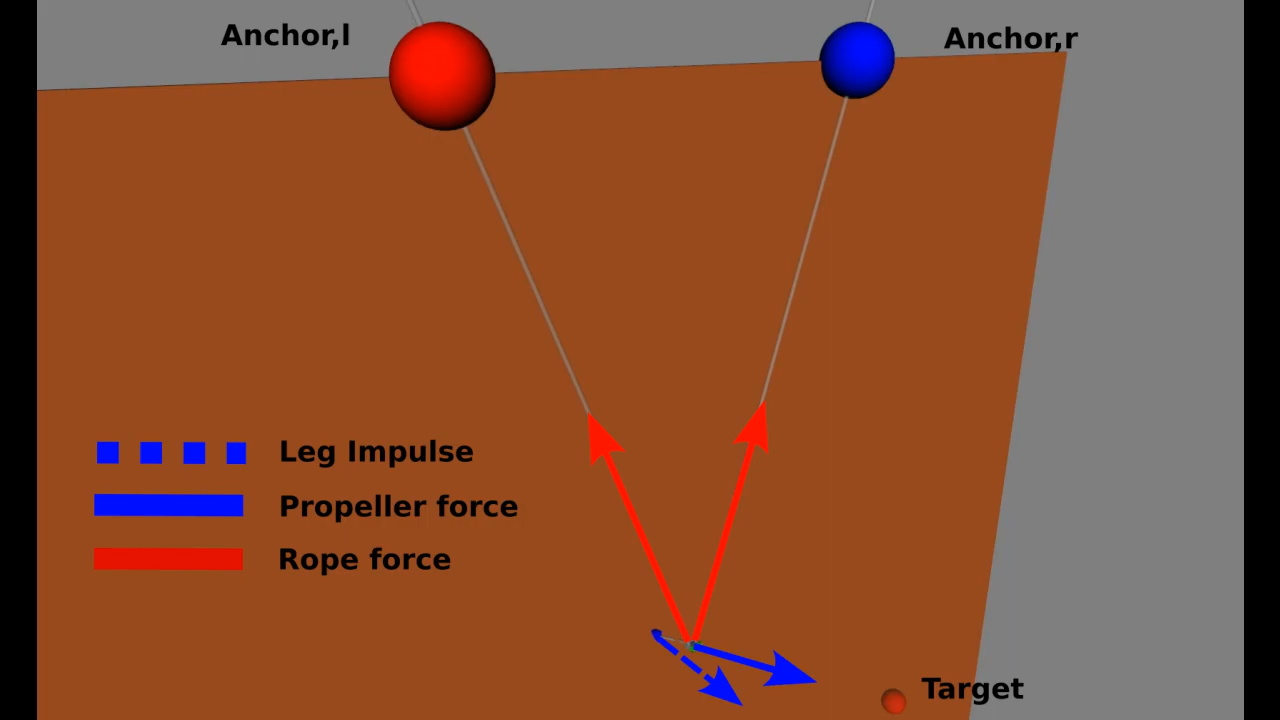 Anchor,l
Anchor,r
Leg Impulse
Propeller force
Rope force
Target